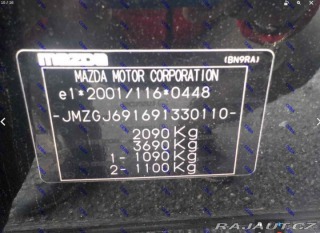 mazda (BN9RA)
MAZDA MOTOR CORPORATION
e1*2001/116*0448
-JMZGJ691691330110-
2090 Kg
3690 Kg
1- 1090 Kg
2- 1100 Kg
RAJAUT.CZ